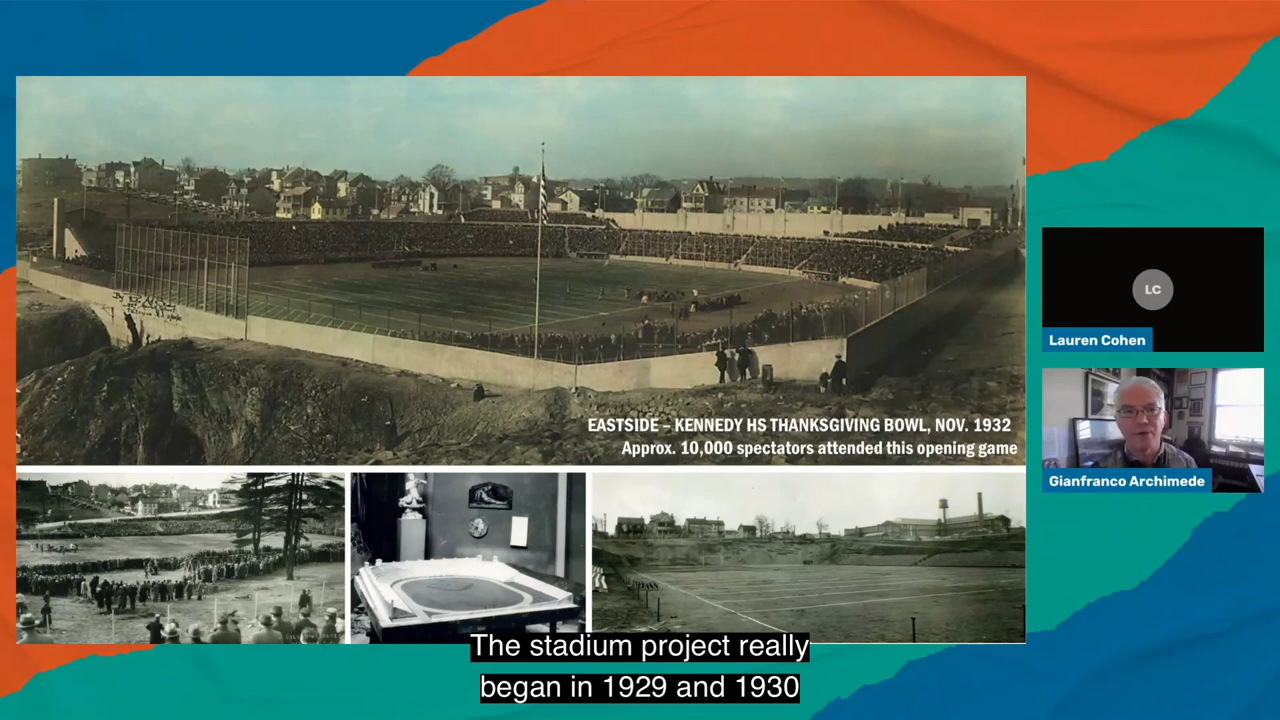 EASTSIDE – KENNEDY HS THANKSGIVING BOWL, NOV. 1932
Approx. 10,000 spectators attended this opening game
LC
Lauren Cohen
Gianfranco Archimede
The stadium project really
began in 1929 and 1930